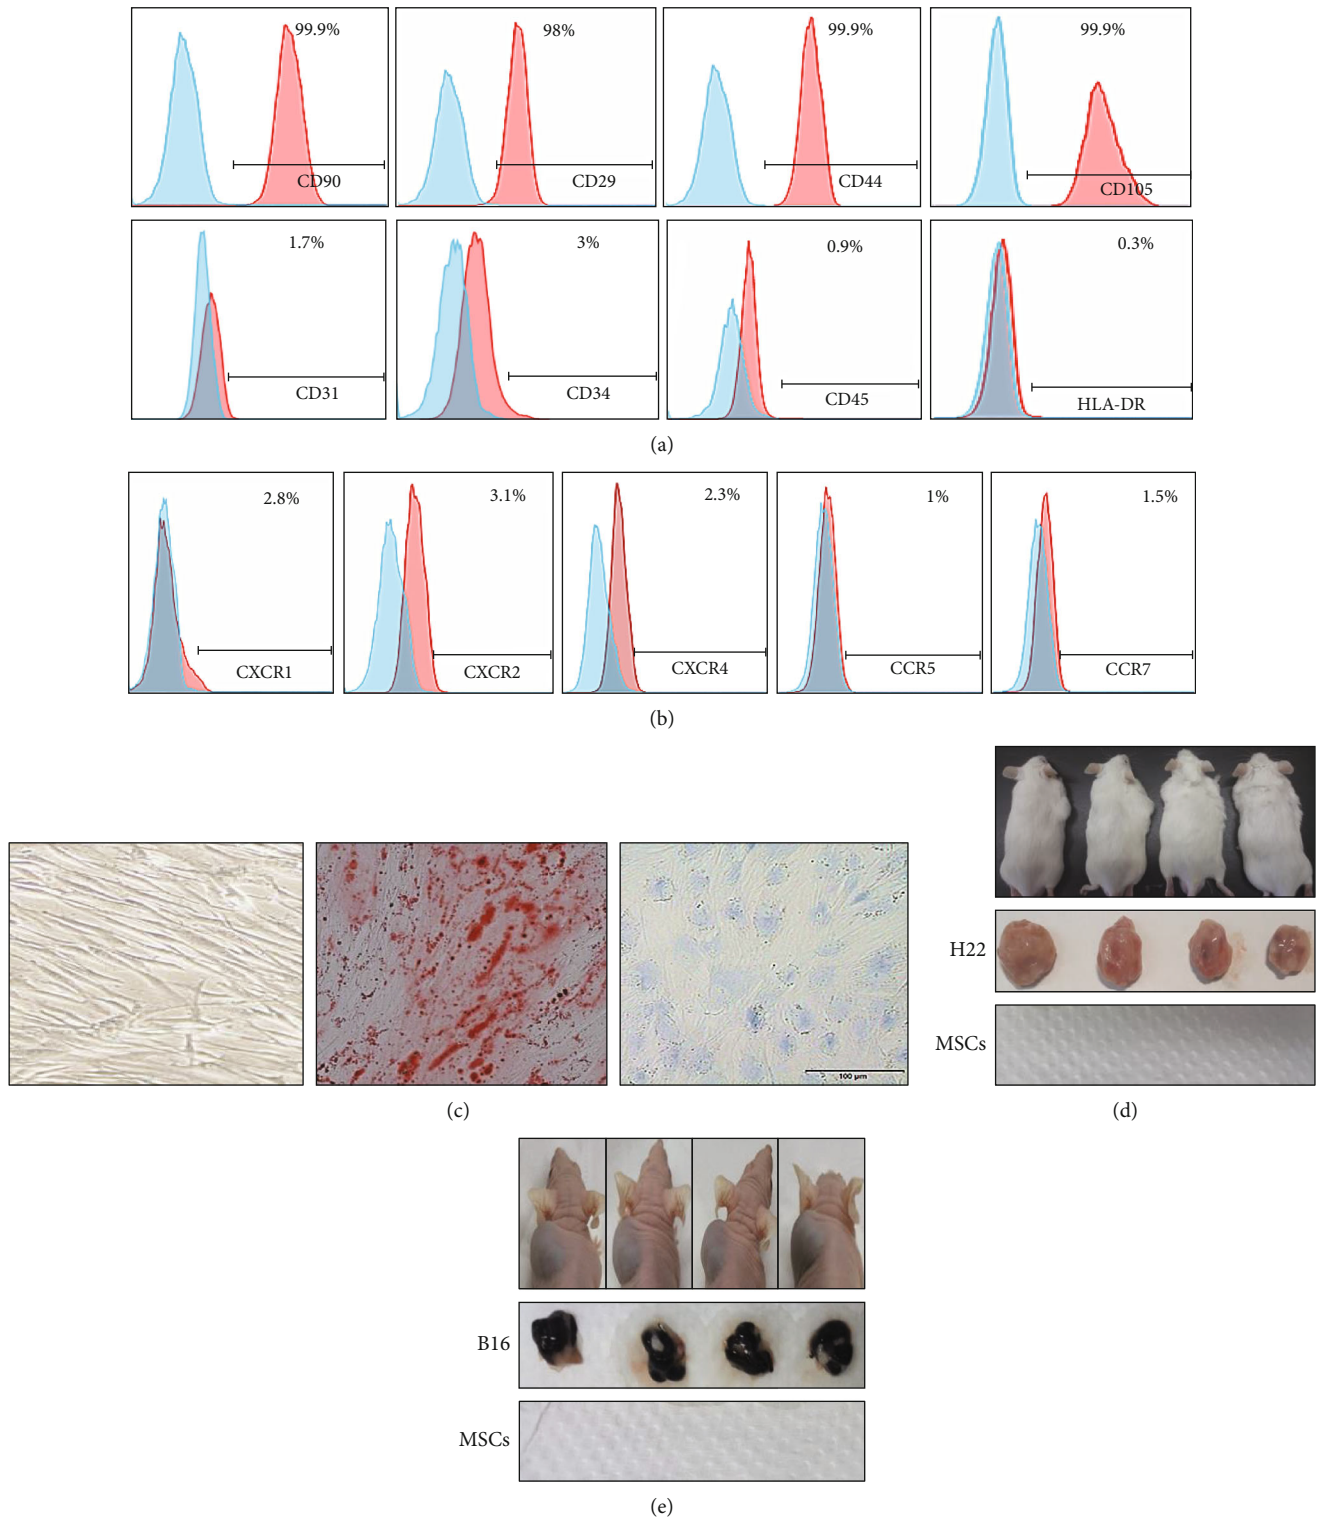 99.9%
98%
99.9%
99.9%
CD90
CD29
CD44
CD105
1.7%
3%
0.9%
0.3%
CD31
CD34
CD45
HLA-DR
(a)
2.8%
3.1%
2.3%
1%
1.5%
CXCR1
CXCR2
CXCR4
CCR5
CCR7
(b)
100 μm
(c)
H22
MSCs
(d)
B16
MSCs
(e)